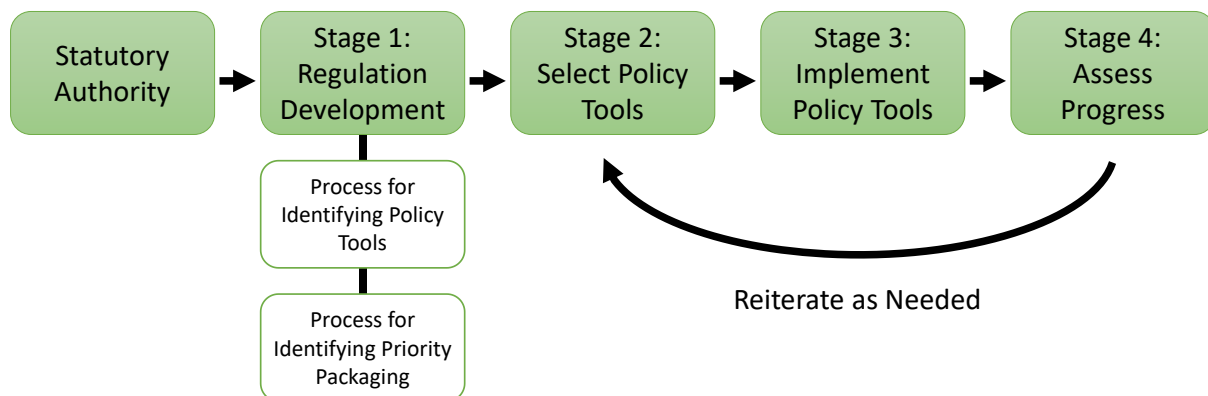 Statutory
Authority
Stage 1:
Regulation
Development
Stage 2:
Select Policy
Tools
Stage 3:
Implement
Policy Tools
Stage 4:
Assess
Progress
Process for
Identifying Policy
Tools
Process for
Identifying Priority
Packaging
Reiterate as Needed